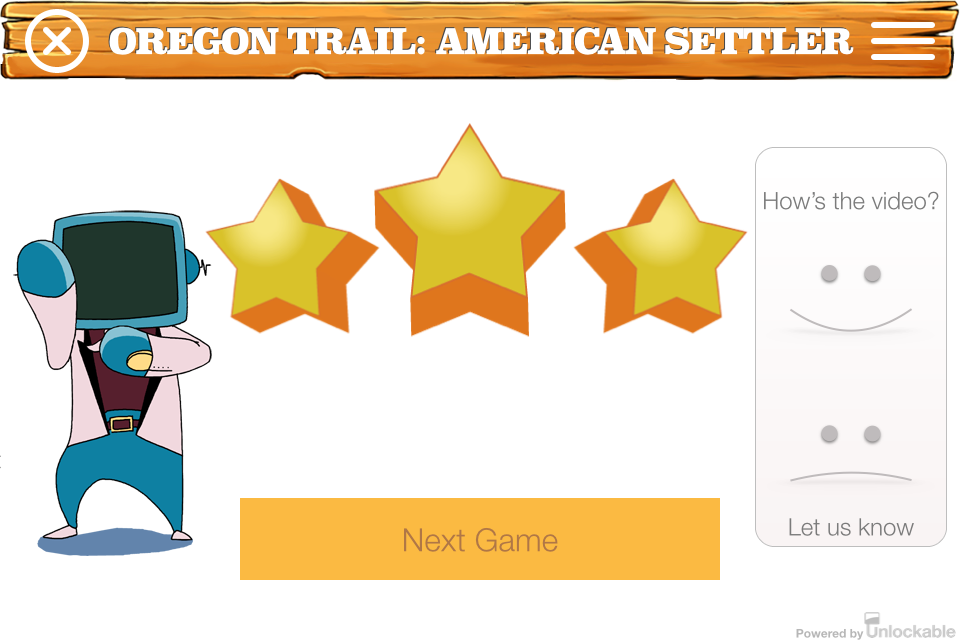 OREGON TRAIL: AMERICAN SETTLER
How's the video?
Let us know
Next Game
Powered by Unlockable